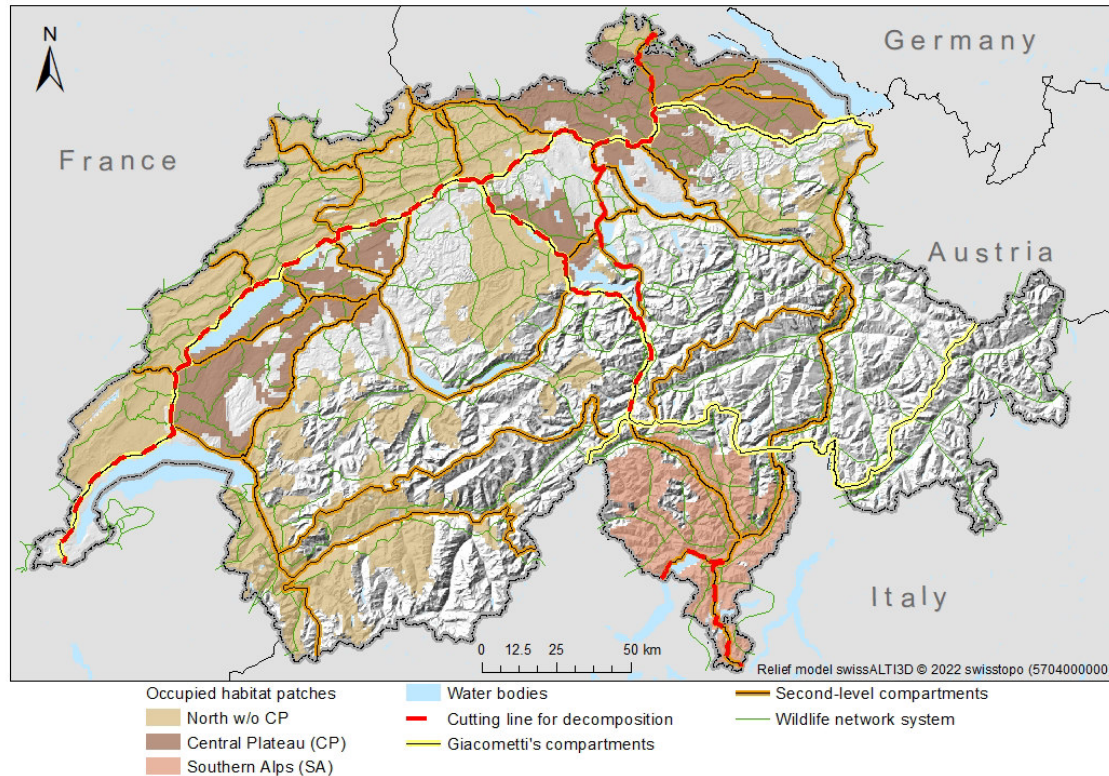 N
Germany
France
Austria
Italy
0 12.5 25 50 km
Relief model swissALTI3D © 2022 swisstopo (5704000000
Occupied habitat patches
North w/o CP
Central Plateau (CP)
Southern Alps (SA)
Water bodies
Cutting line for decomposition
Giacometti's compartments
Second-level compartments
Wildlife network system